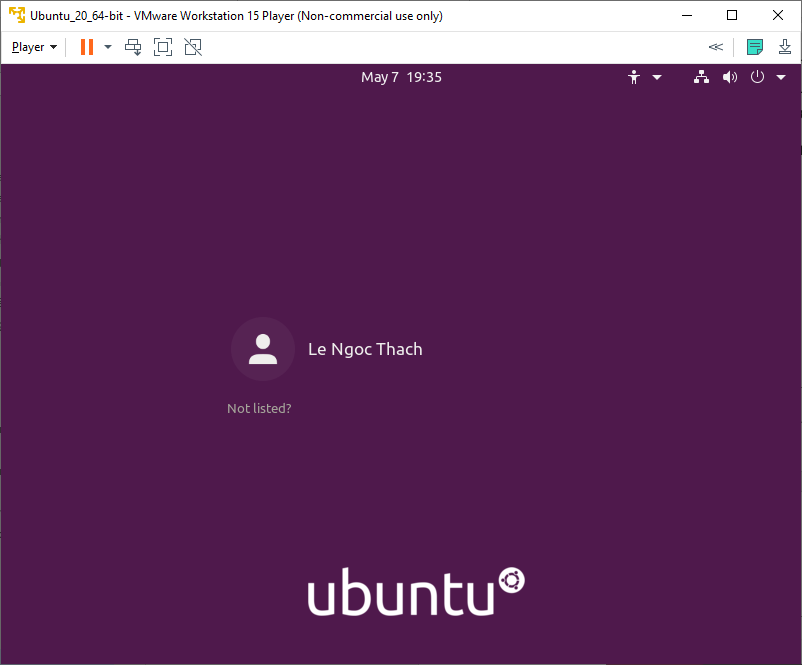 Ubuntu_20_64-bit - VMware Workstation 15 Player (Non-commercial use only)
Player
May 7 19:35
Le Ngoc Thach
Not listed?
ubuntu